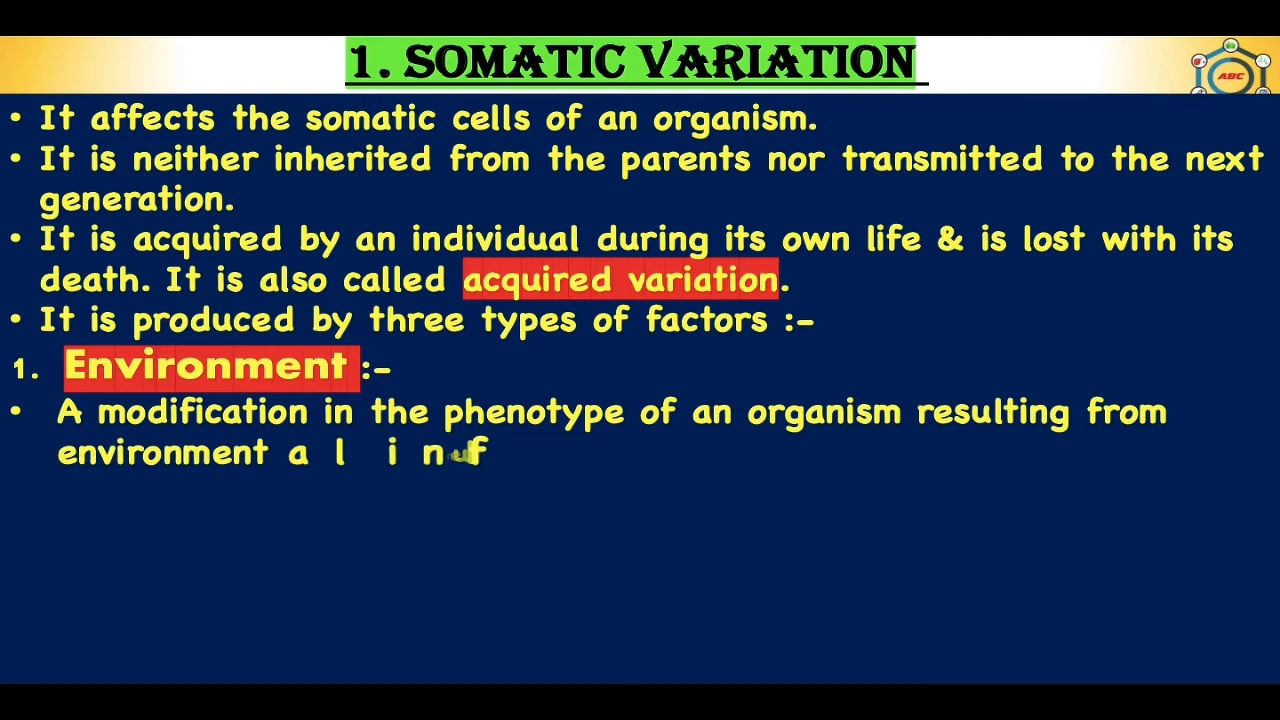 1. SOMATIC VARIATION
ABC
• It affects the somatic cells of an organism.
• It is neither inherited from the parents nor transmitted to the next
generation.
• It is acquired by an individual during its own life & is lost with its
death. It is also called acquired variation.
• It is produced by three types of factors :-
1. Environment :-
• A modification in the phenotype of an organism resulting from
environment a l i n f